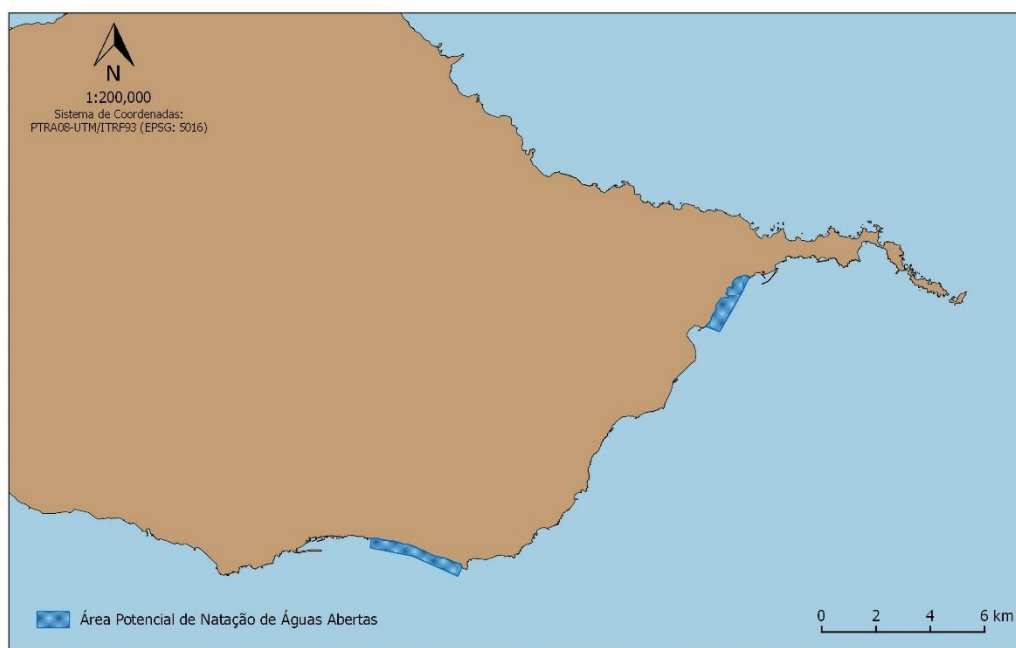 N
1:200,000
Sistema de Coordenadas:
PTRA08-UTM/ITRF93 (EPSG: 5016)
Área Potencial de Natação de Águas Abertas
0 2 4 6 km